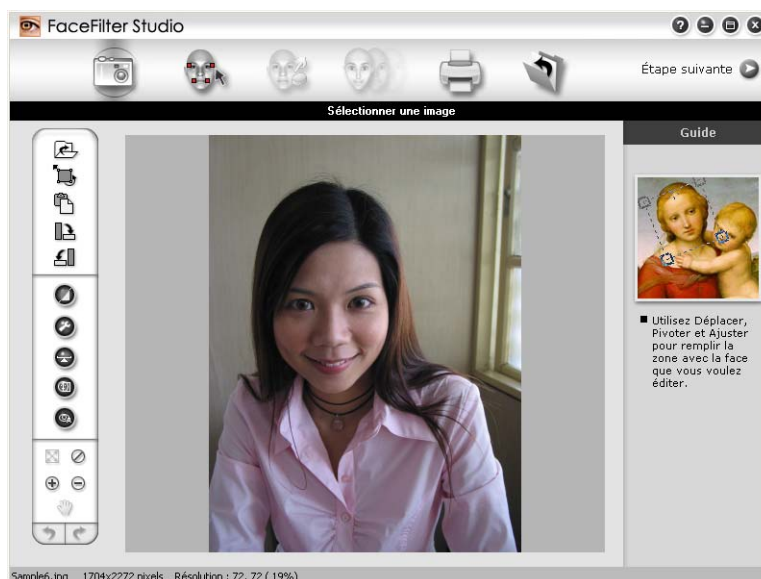 FaceFilter Studio
Étape suivante
Sélectionner une image
Guide
Utilisez Déplacer,
Pivoter et Ajuster
pour remplir la
zone avec la face
que vous voulez
éditer.
Sample6.jpg 1704x2272 pixels Résolution : 72, 72 ( 19%)